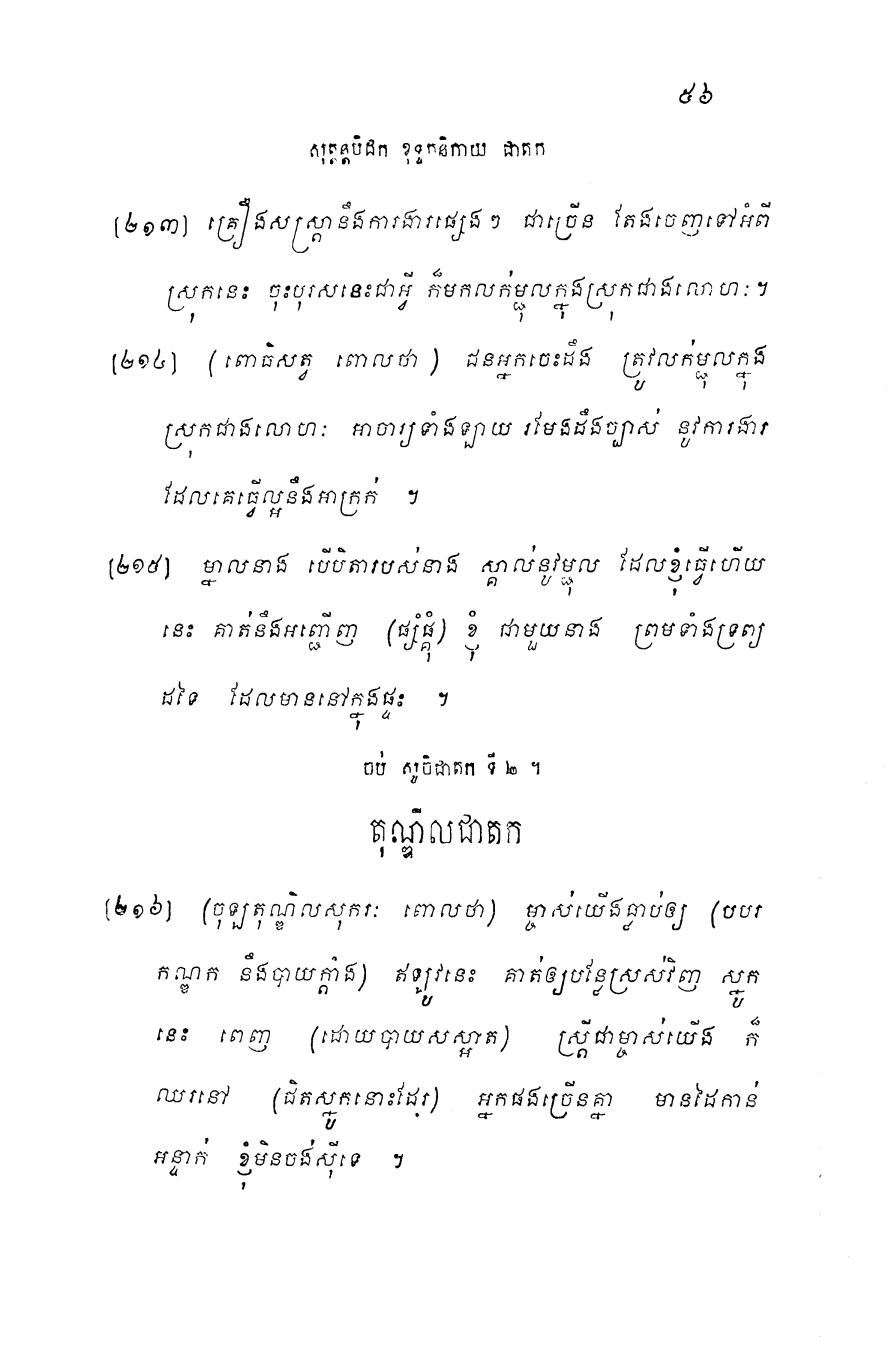 ៥៦
សុត្តន្តបិដក ខុទ្ទកនិកាយ ជាតក
[២១៣] គ្រឿងសស្ត្រានឹងការងារផ្សេងៗ ជាច្រើន តែងចេញទៅអំពី
ស្រុកនេះ ចុះបុរសនេះជាអ្វី ក៏មកលក់ម្ជុលក្នុងស្រុកជាងលោហៈ។
[២១៤] (ពោធិសត្វ ពោលថា) ជនអ្នកចេះដឹង ត្រូវលក់ម្ជុលក្នុង
ស្រុកជាងលោហៈ អាចារ្យទាំងឡាយ រមែងដឹងច្បាស់ នូវការងារ
ដែលគេធ្វើល្អនឹងអាក្រក់ ។
[២១៥] ម្នាលនាង បើបិតារបស់នាង ស្គាល់នូវម្ជុល ដែលខ្ញុំធ្វើហើយ
នេះ គាត់នឹងអញ្ជើញ (ផ្សំផ្គុំ) ខ្ញុំ ជាមួយនាង ព្រមទាំងទ្រព្យ
ដទៃ ដែលមាននៅក្នុងផ្ទះ ។
ចប់ សូចិជាតក ទី ២ ។
តុណ្ឌិលជាតក
[២១៦] (ចុឡតុណ្ឌិលសុករៈ ពោលថា) ម្ចាស់យើងធ្លាប់ឲ្យ (បបរ
កណ្ឌក នឹងបាយក្តាំង) ឥឡូវនេះ គាត់ឲ្យបន្លែស្រស់វិញ ស្នូក
នេះ ពេញ (ដោយបាយសស្អាត) ស្ត្រីជាម្ចាស់យើង ក៏
ឈរនៅ (ជិតស្នូកនោះដែរ) អ្នកផងច្រើនគ្នា មានដៃកាន់
អន្ទាក់ ខ្ញុំមិនចង់ស៊ីទេ ។